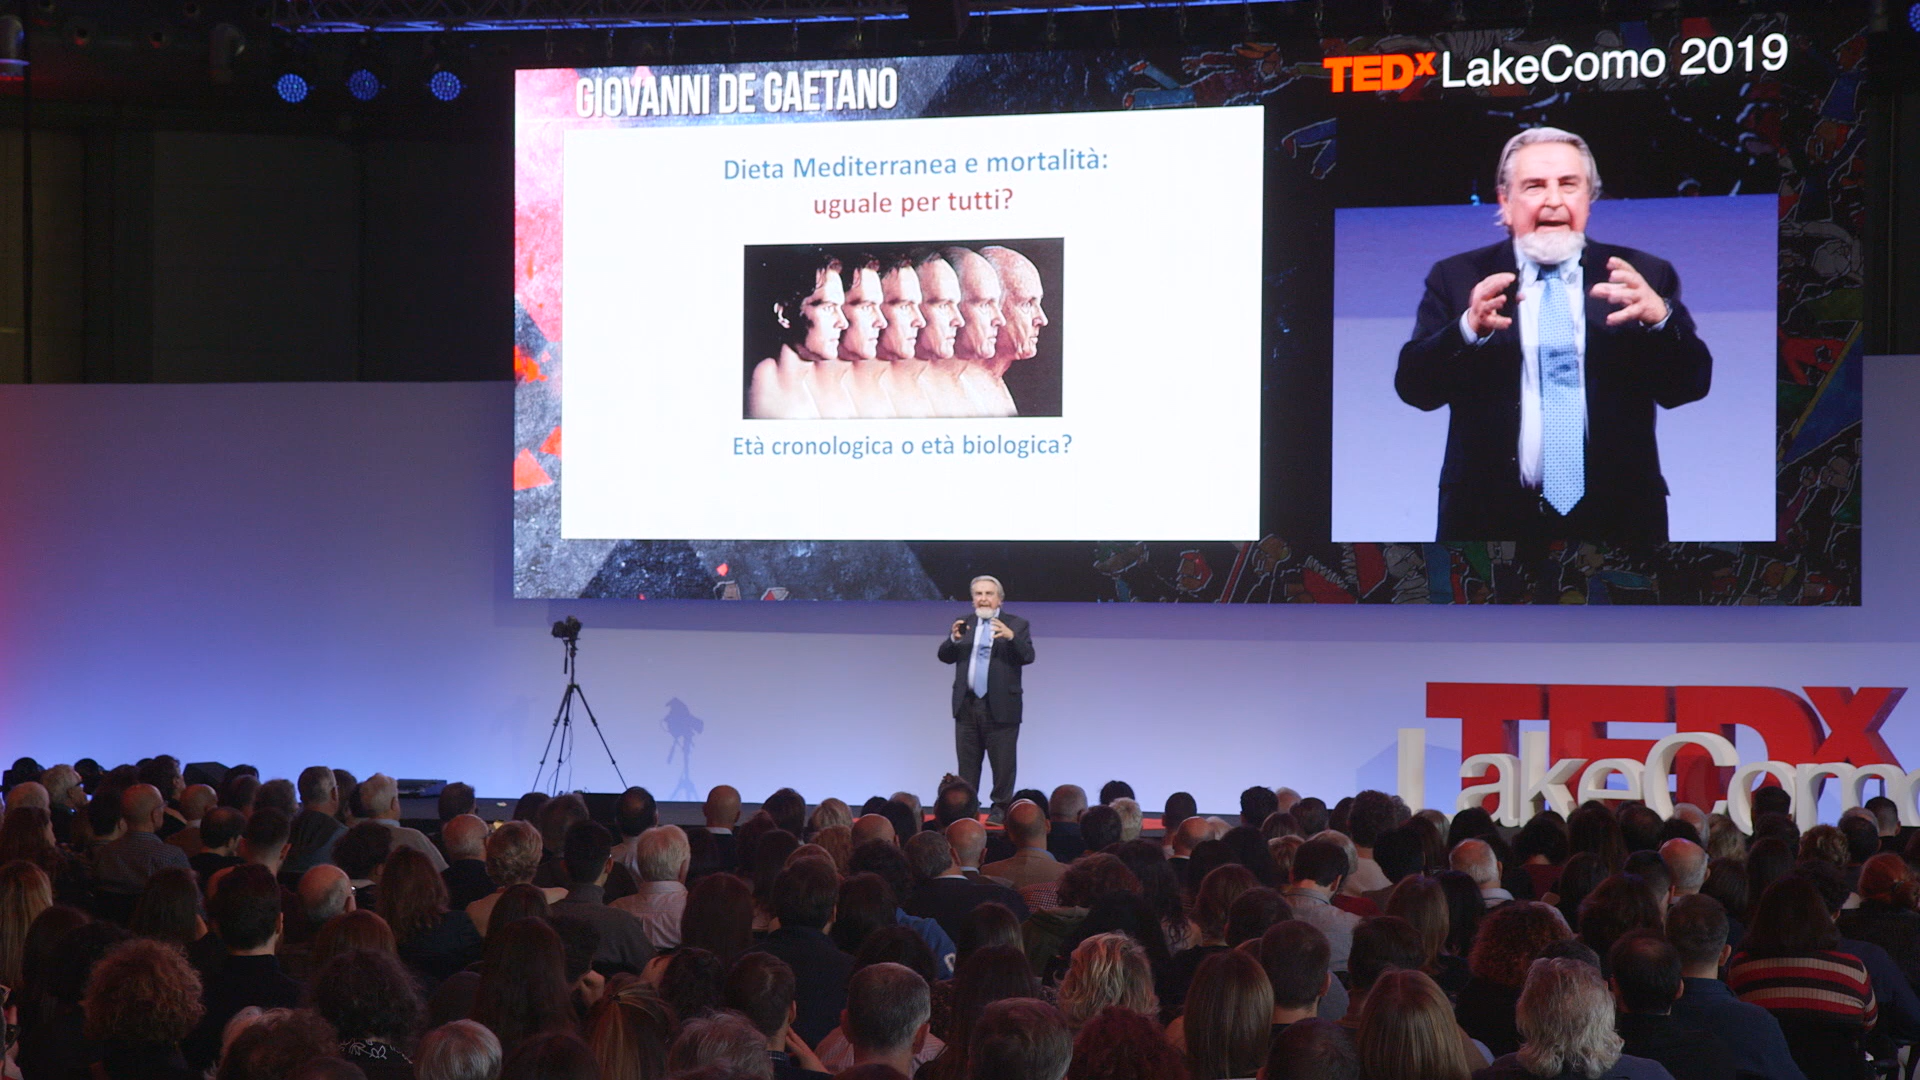 GIOVANNI DE GAETANO
TEDx LakeComo 2019
Dieta Mediterranea e mortalità:
uguale per tutti?
Età cronologica o età biologica?
TEDx
LakeComo